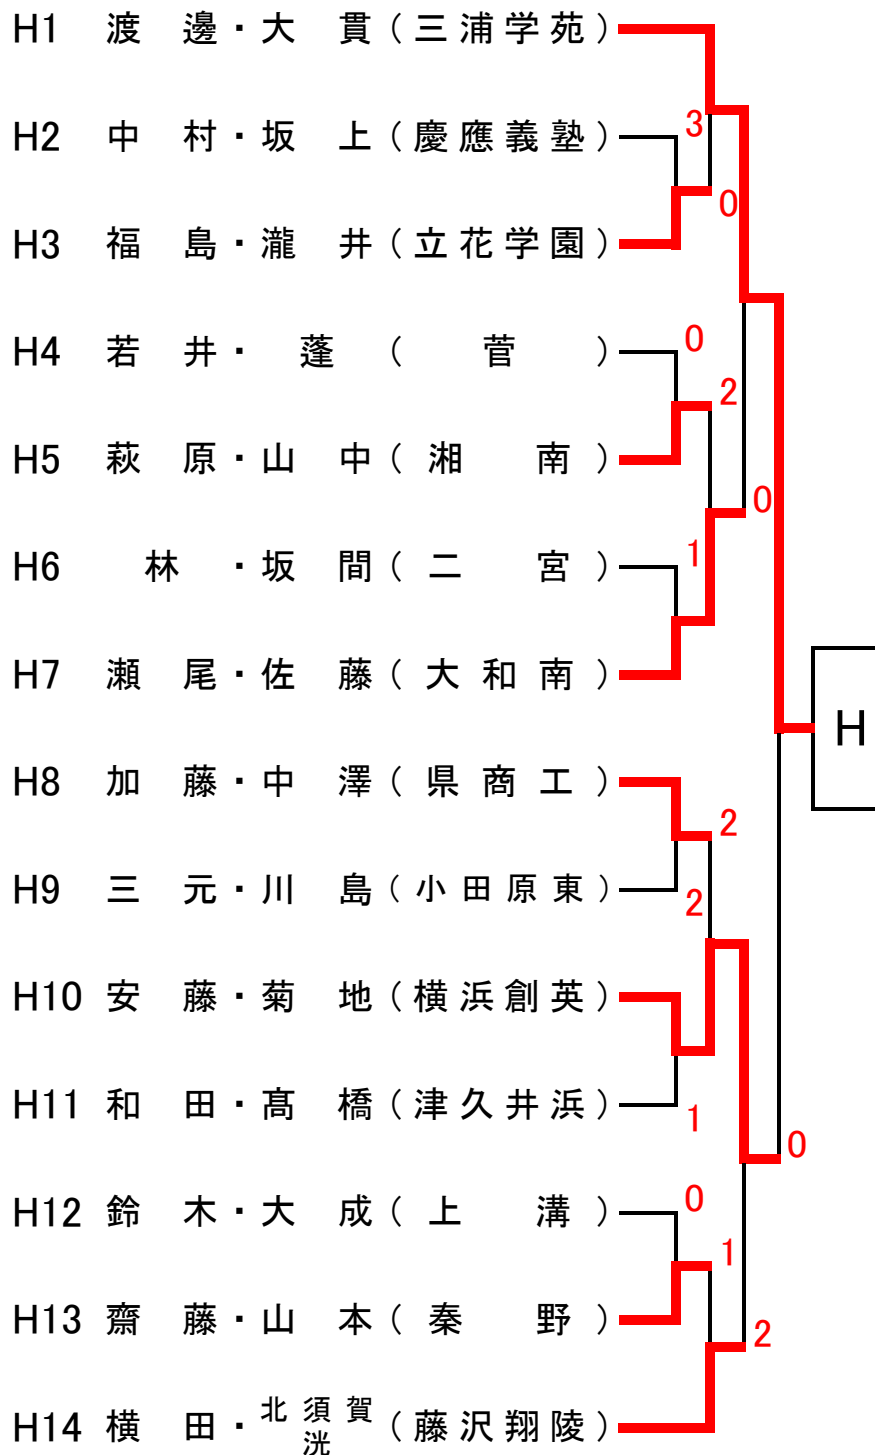 H1 渡邊・大貫(三浦学苑)
3
H2 中村・坂上(慶應義塾)
0
H3 福島・瀧井(立花学園)
0
H4 若井・蓬(菅)
2
H5 萩原・山中(湘南)
0
1
H6 林・坂間(二宮)
H7 瀬尾・佐藤(大和南)
H
H8 加藤・中澤(県商工)
2
H9 三元・川島(小田原東)
2
H10 安藤・菊地(横浜創英)
H11 和田・髙橋(津久井浜)
1
0
H12 鈴木・大成(上溝)
0
1
H13 齋藤・山本(秦野)
2
H14 横田・北須賀洸(藤沢翔陵)